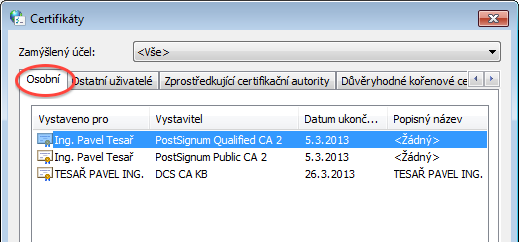 Certifikáty
Zamýšlený účel: <Vše>
Osobní Ostatní uživatelé Zprostředkující certifikační autority Důvěryhodné kořenové ce
Vystaveno pro Vystavitel Datum ukonč... Popisný název
Ing. Pavel Tesař PostSignum Qualified CA 2 5.3.2013 <Žádný>
Ing. Pavel Tesař PostSignum Public CA 2 5.3.2013 <Žádný>
TESAŘ PAVEL ING. DCS CA KB 26.3.2013 TESAŘ PAVEL ING.